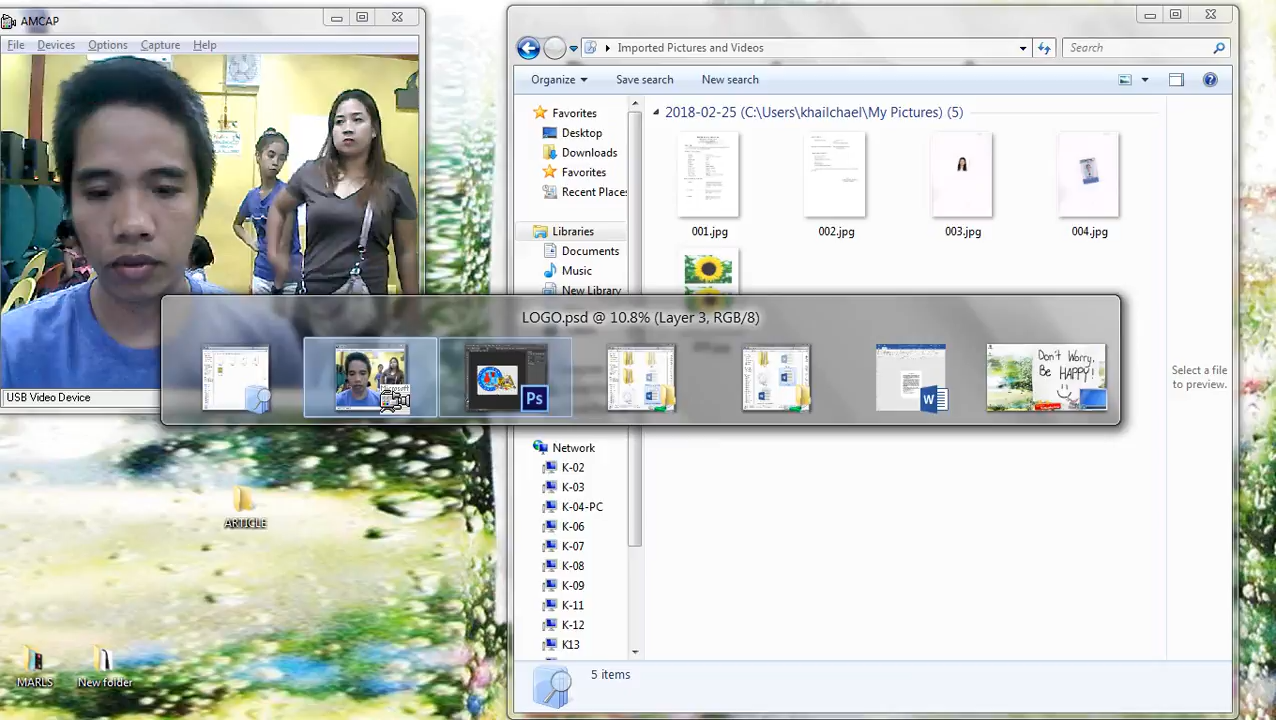 AMCAP
File Devices Options Capture Help
USB Video Device
Imported Pictures and Videos
Search
Organize Save search New search
Favorites
Desktop
Downloads
Favorites
Recent Places
Libraries
Documents
Music
New Library
2018-02-25 (C:\Users\khailchael\My Pictures) (5)
001.jpg 002.jpg 003.jpg 004.jpg
Select a file
to preview.
LOGO.psd @ 10.8% (Layer 3, RGB/8)
Microsoft
Ps
W
Don't Worry,
Be HAPPY!
Network
K-02
K-03
K-04-PC
K-06
K-07
K-08
K-09
K-11
K-12
K13
5 items
ARTICLE
MARLS
New folder